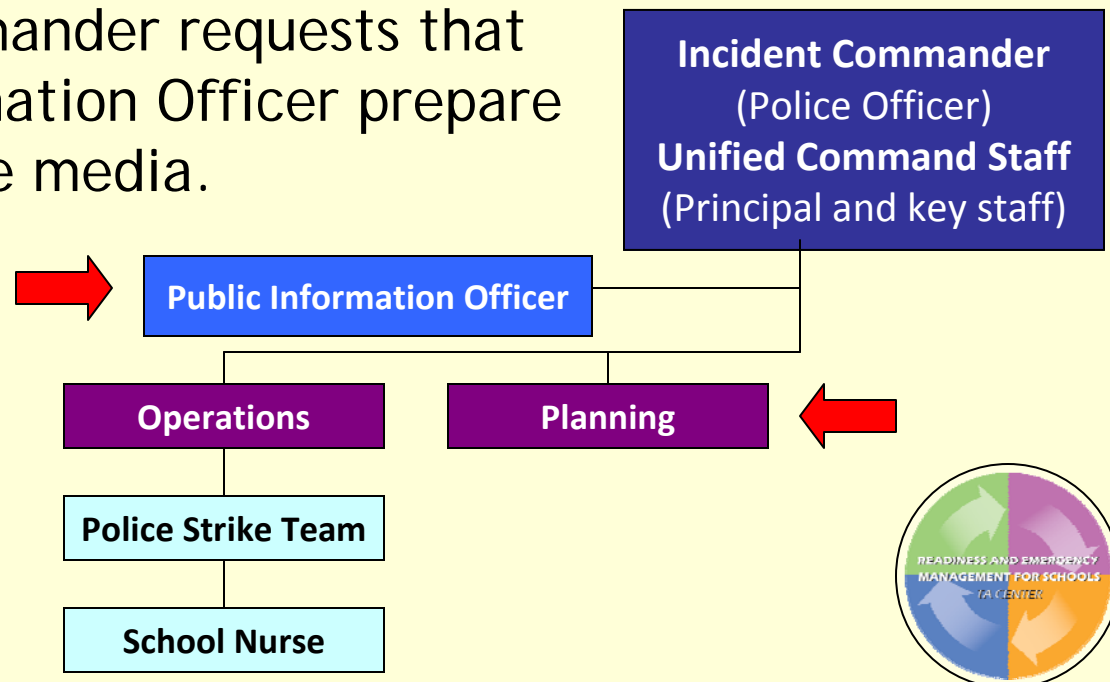 mander requests that
nation Officer prepare
e media.
Incident Commander
(Police Officer)
Unified Command Staff
(Principal and key staff)
Public Information Officer
Operations
Planning
Police Strike Team
School Nurse
READINESS AND EMERGENCY
MANAGEMENT FOR SCHOOLS
TA CENTER